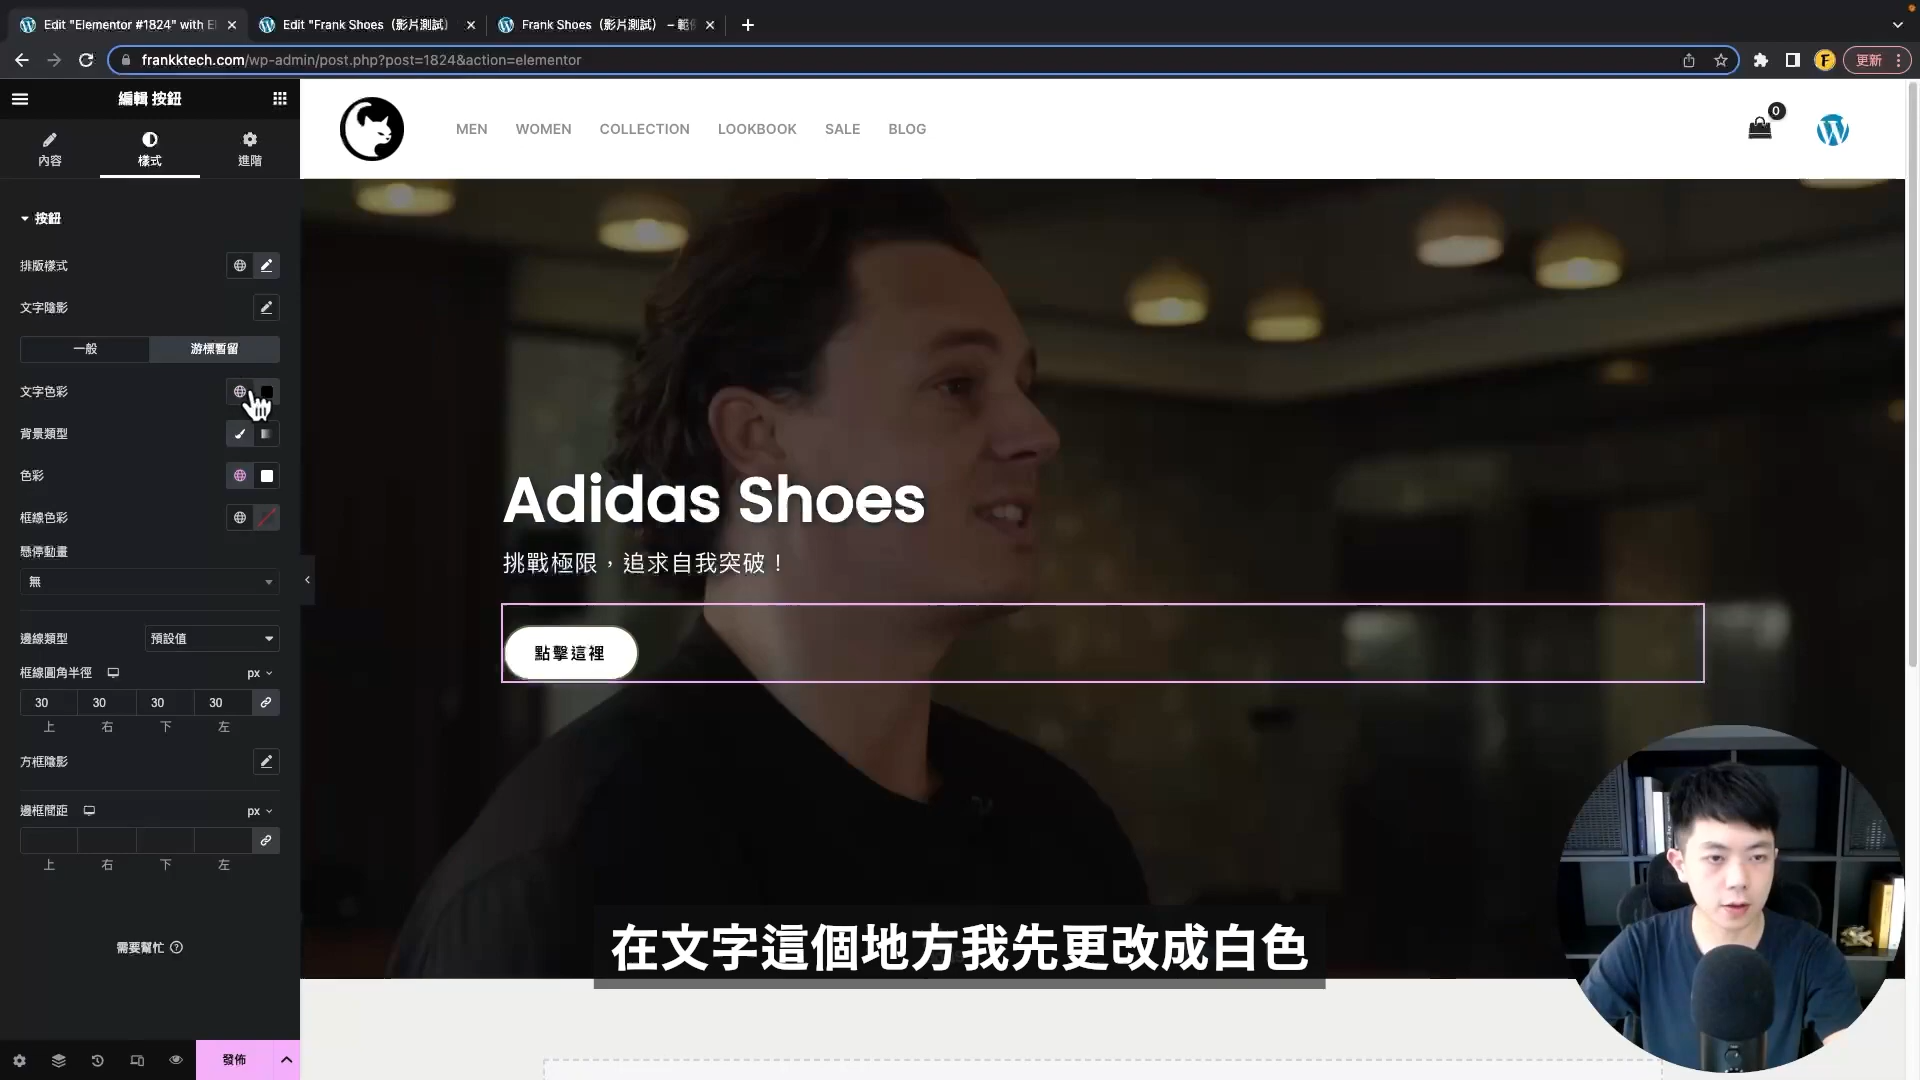 Edit "Elementor #1824" with El
Edit "Frank Shoes（影片測試）
Frank Shoes（影片測試） – 範例
frankktech.com/wp-admin/post.php?post=1824&action=elementor
F
更新
編輯 按鈕
內容
樣式
進階
按鈕
排版樣式
文字陰影
一般
游標暫留
文字色彩
背景類型
色彩
框線色彩
懸停動畫
無
邊線類型
預設值
框線圓角半徑
px
30 30 30 30
上 右 下 左
方框陰影
邊框間距
px
上 右 下 左
需要幫忙
發佈
MEN WOMEN COLLECTION LOOKBOOK SALE BLOG
0
Adidas Shoes
挑戰極限，追求自我突破！
點擊這裡
在文字這個地方我先更改成白色